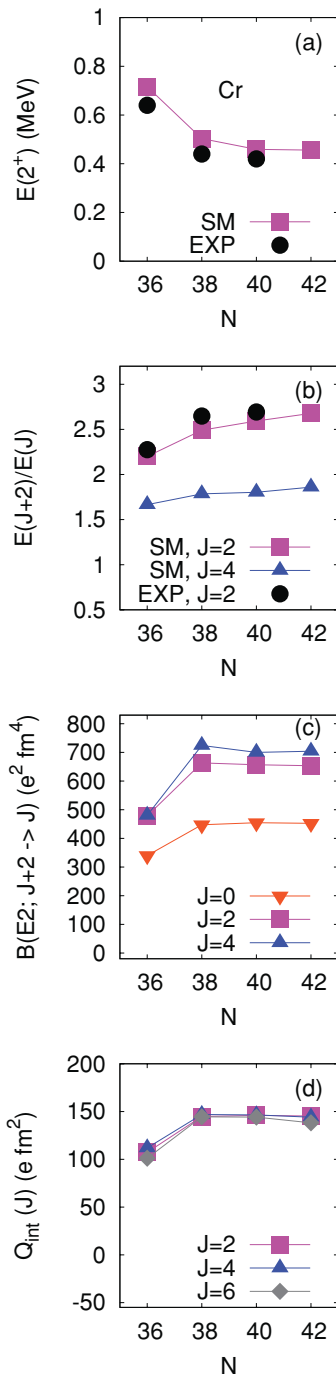 (a)
Cr
E(2⁺) (MeV)
1
0.8
0.6
0.4
0.2
0
SM
EXP
36 38 40 42
N
(b)
E(J+2)/E(J)
3
2.5
2
1.5
1
0.5
SM, J=2
SM, J=4
EXP, J=2
36 38 40 42
N
(c)
B(E2; J+2 -> J) (e² fm⁴)
800
700
600
500
400
300
200
100
0
J=0
J=2
J=4
36 38 40 42
N
(d)
Qint (J) (e fm²)
200
150
100
50
0
-50
J=2
J=4
J=6
36 38 40 42
N